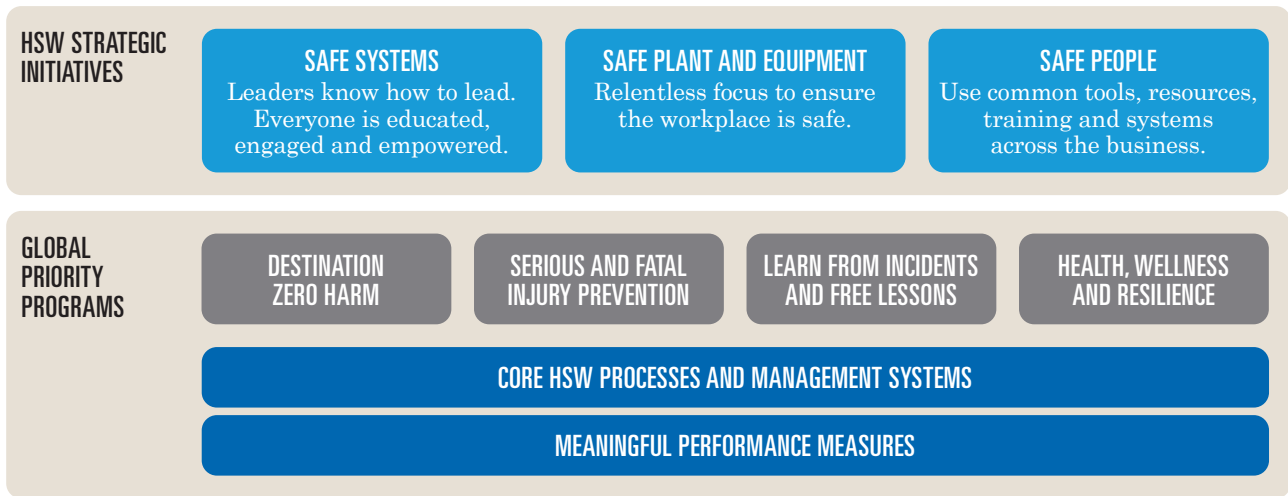 HSW STRATEGIC
INITIATIVES
SAFE SYSTEMS
Leaders know how to lead.
Everyone is educated,
engaged and empowered.
SAFE PLANT AND EQUIPMENT
Relentless focus to ensure
the workplace is safe.
SAFE PEOPLE
Use common tools, resources,
training and systems
across the business.
GLOBAL
PRIORITY
PROGRAMS
DESTINATION
ZERO HARM
SERIOUS AND FATAL
INJURY PREVENTION
LEARN FROM INCIDENTS
AND FREE LESSONS
HEALTH, WELLNESS
AND RESILIENCE
CORE HSW PROCESSES AND MANAGEMENT SYSTEMS
MEANINGFUL PERFORMANCE MEASURES